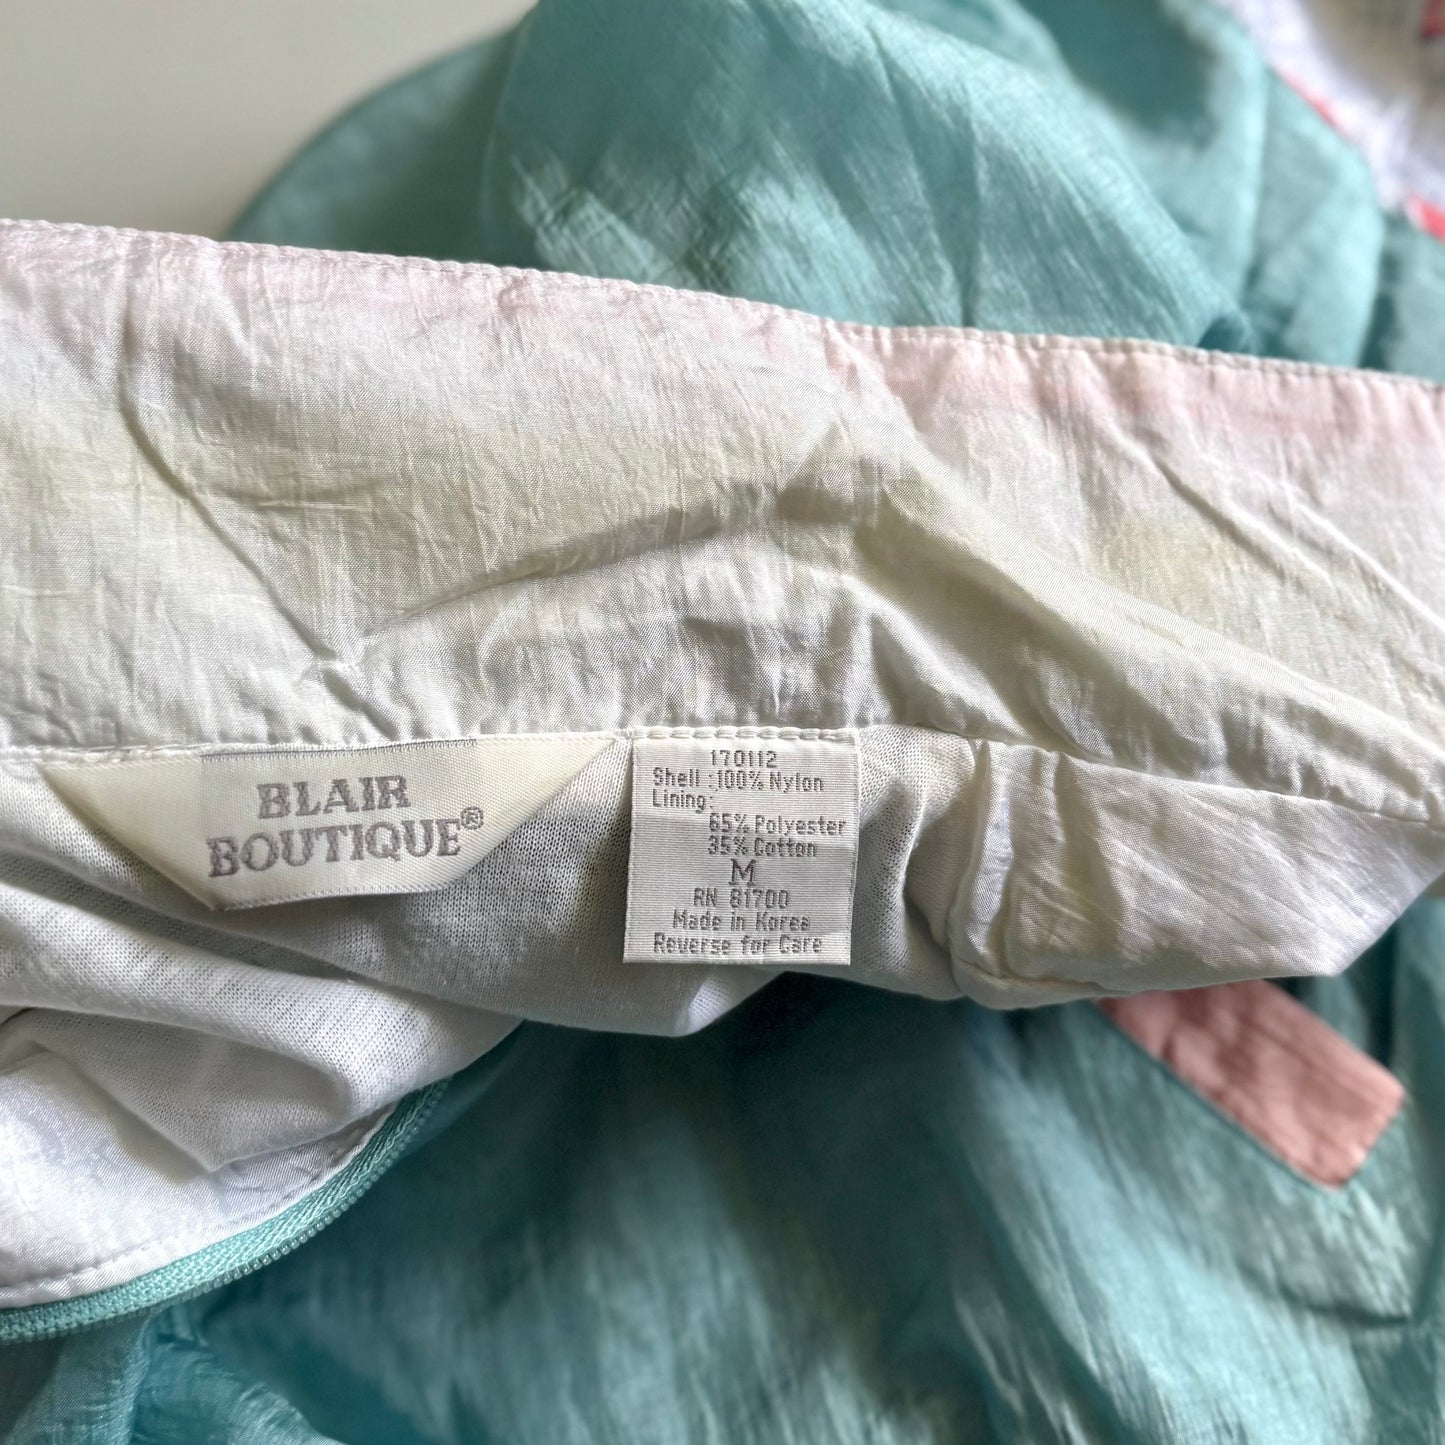 BLAIR
BOUTIQUE®
170112
Shell : 100% Nylon
Lining:
65% Polyester
35% Cotton
M
RN 81700
Made in Korea
Reverse for Care